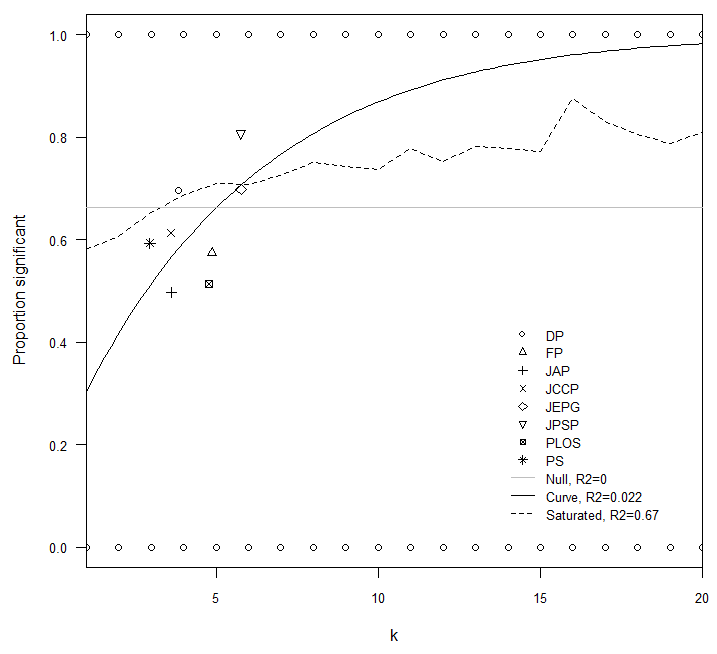 1.0
0.8
0.6
0.4
0.2
0.0
Proportion significant
DP
FP
JAP
JCCP
JEPG
JPSP
PLOS
PS
Null, R2=0
Curve, R2=0.022
Saturated, R2=0.67
5 10 15 20
k